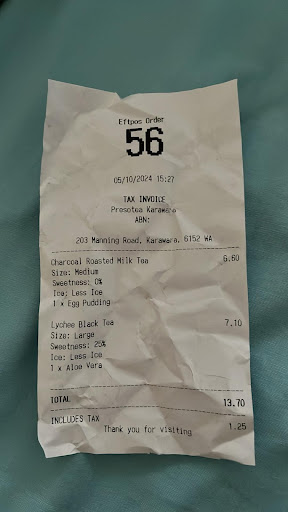 Eftpos Order
56
05/10/2024 15:27
TAX INVOICE
Presotea Karawara
ABN:
203 Manning Road, Karawara, 6152 WA
Charcoal Roasted Milk Tea 6.60
Size: Medium
Sweetness: 0%
Ice: Less Ice
1 x Egg Pudding
Lychee Black Tea 7.10
Size: Large
Sweetness: 25%
Ice: Less Ice
1 x Aloe Vera
TOTAL 13.70
INCLUDES TAX 1.25
Thank you for visiting